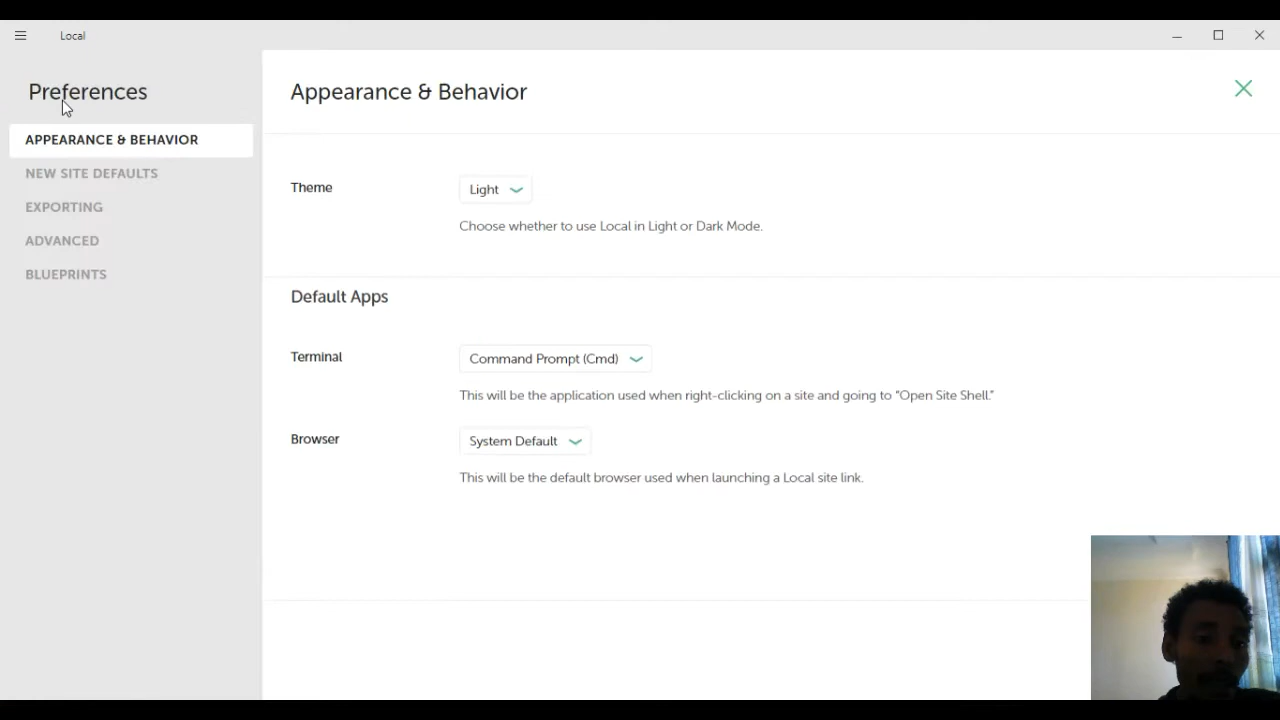 Local
Preferences
APPEARANCE & BEHAVIOR
NEW SITE DEFAULTS
EXPORTING
ADVANCED
BLUEPRINTS
Appearance & Behavior
Theme
Light
Choose whether to use Local in Light or Dark Mode.
Default Apps
Terminal
Command Prompt (Cmd)
This will be the application used when right-clicking on a site and going to “Open Site Shell.”
Browser
System Default
This will be the default browser used when launching a Local site link.